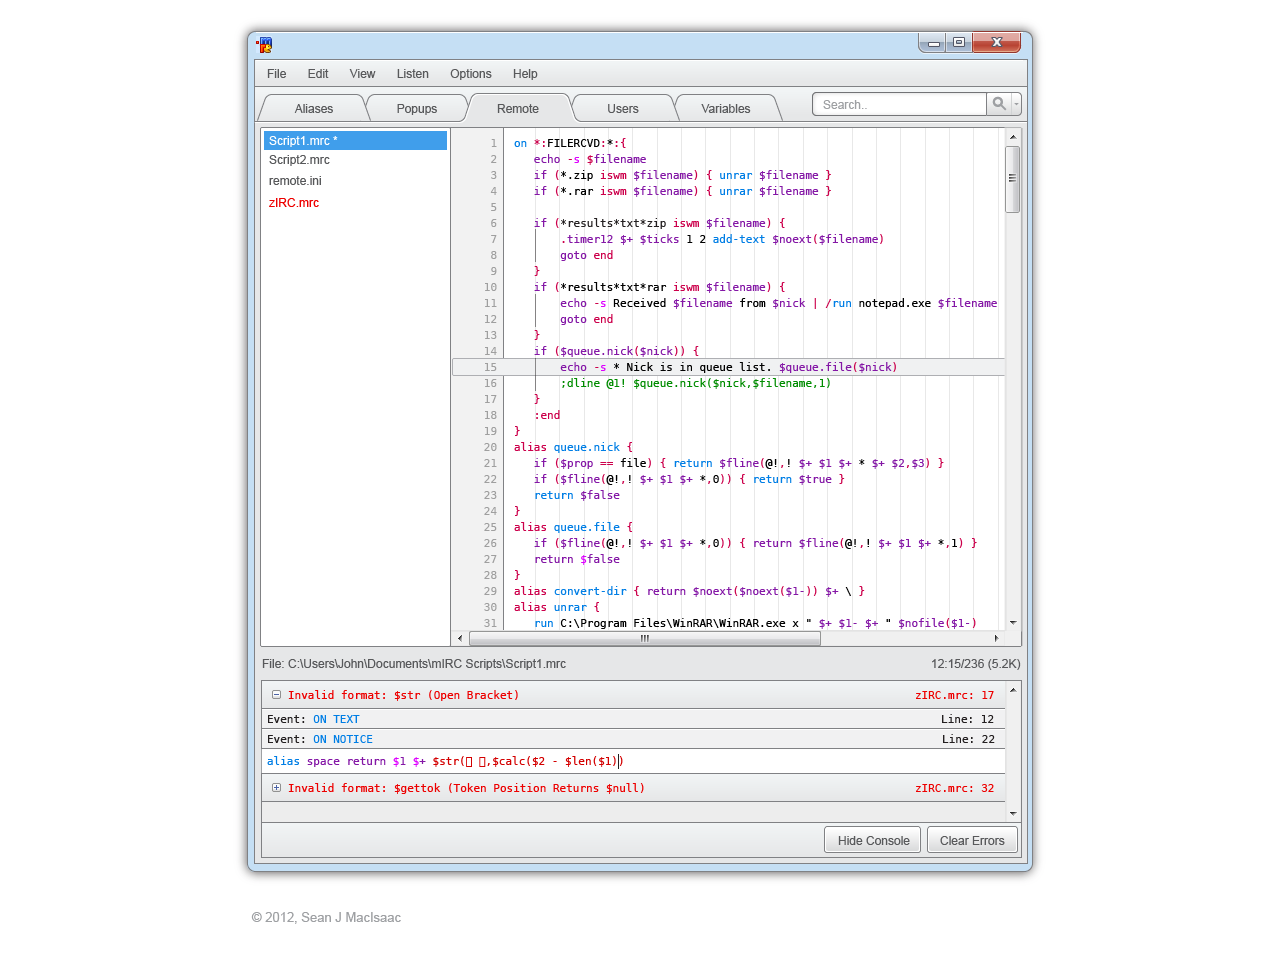 File Edit View Listen Options Help
Aliases Popups Remote Users Variables Search..
Script1.mrc *
Script2.mrc
remote.ini
zIRC.mrc
1 on *:FILERCVD:*:{
2 echo -s $filename
3 if (*.zip iswm $filename) { unrar $filename }
4 if (*.rar iswm $filename) { unrar $filename }
5
6 if (*results*txt*zip iswm $filename) {
7 .timer12 $+ $ticks 1 2 add-text $noext($filename)
8 goto end
9 }
10 if (*results*txt*rar iswm $filename) {
11 echo -s Received $filename from $nick | /run notepad.exe $filename
12 goto end
13 }
14 if ($queue.nick($nick)) {
15 echo -s * Nick is in queue list. $queue.file($nick)
16 ;dline @1! $queue.nick($nick,$filename,1)
17 }
18 :end
19 }
20 alias queue.nick {
21 if ($prop == file) { return $fline(@!,! $+ $1 $+ * $+ $2,$3) }
22 if ($fline(@!,! $+ $1 $+ *,0)) { return $true }
23 return $false
24 }
25 alias queue.file {
26 if ($fline(@!,! $+ $1 $+ *,0)) { return $fline(@!,! $+ $1 $+ *,1) }
27 return $false
28 }
29 alias convert-dir { return $noext($noext($1-)) $+ \ }
30 alias unrar {
31 run C:\Program Files\WinRAR\WinRAR.exe x " $+ $1- $+ " $nofile($1-)
File: C:\Users\John\Documents\mIRC Scripts\Script1.mrc 12:15/236 (5.2K)
Invalid format: $str (Open Bracket) zIRC.mrc: 17
Event: ON TEXT Line: 12
Event: ON NOTICE Line: 22
alias space return $1 $+ $str(▯ ▯,$calc($2 - $len($1))
Invalid format: $gettok (Token Position Returns $null) zIRC.mrc: 32
Hide Console Clear Errors
© 2012, Sean J MacIsaac